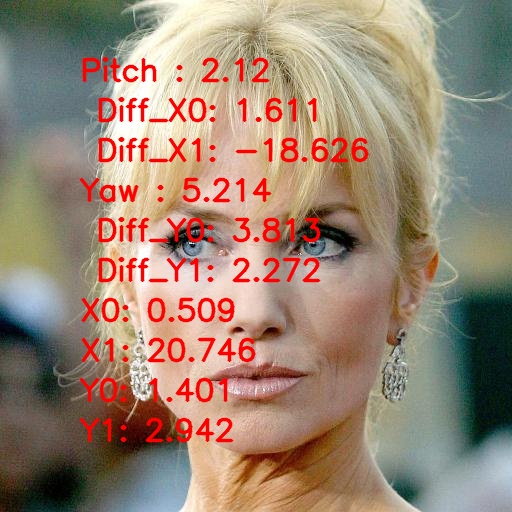 Pitch : 2.12
Diff_X0: 1.611
Diff_X1: -18.626
Yaw : 5.214
Diff_Y0: 3.813
Diff_Y1: 2.272
X0: 0.509
X1: 20.746
Y0: 1.401
Y1: 2.942